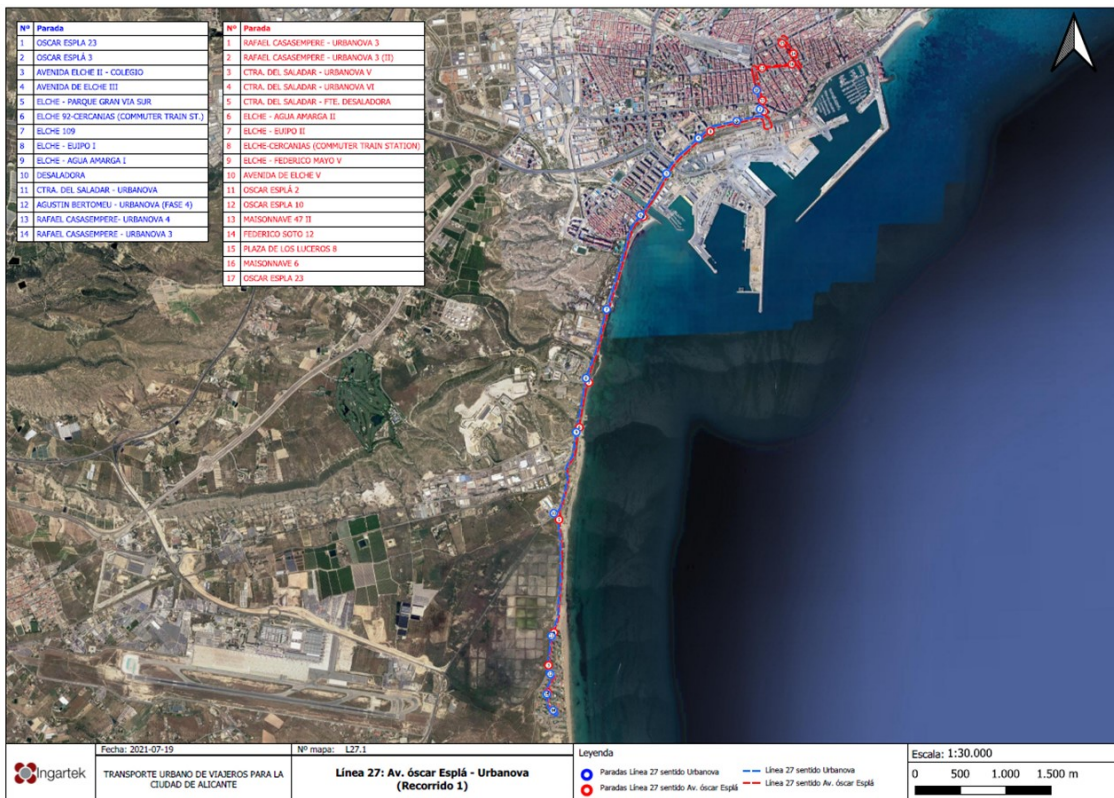 Nº Parada
1 OSCAR ESPLA 23
2 OSCAR ESPLÁ 3
3 AVENIDA ELCHE II - COLEGIO
4 AVENIDA DE ELCHE III
5 ELCHE - PARQUE GRAN VIA SUR
6 ELCHE 92-CERCANIAS (COMMUTER TRAIN ST.)
7 ELCHE 109
8 ELCHE - EUIPO I
9 ELCHE - AGUA AMARGA I
10 DESALADORA
11 CTRA. DEL SALADAR - URBANOVA
12 AGUSTIN BERTOMEU - URBANOVA (FASE 4)
13 RAFAEL CASASEMPERE- URBANOVA 4
14 RAFAEL CASASEMPERE - URBANOVA 3
Nº Parada
1 RAFAEL CASASEMPERE - URBANOVA 3
2 RAFAEL CASASEMPERE - URBANOVA 3 (II)
3 CTRA. DEL SALADAR - URBANOVA V
4 CTRA. DEL SALADAR - URBANOVA VI
5 CTRA. DEL SALADAR - FTE. DESALADORA
6 ELCHE - AGUA AMARGA II
7 ELCHE - EUIPO II
8 ELCHE-CERCANIAS (COMMUTER TRAIN STATION)
9 ELCHE - FEDERICO MAYO V
10 AVENIDA DE ELCHE V
11 OSCAR ESPLÁ 2
12 OSCAR ESPLA 10
13 MAISONNAVE 47 II
14 FEDERICO SOTO 12
15 PLAZA DE LOS LUCEROS 8
16 MAISONNAVE 6
17 OSCAR ESPLA 23
Ingartek
Fecha: 2021-07-19
TRANSPORTE URBANO DE VIAJEROS PARA LA
CIUDAD DE ALICANTE
Nº mapa: L27.1
Línea 27: Av. óscar Esplá - Urbanova
(Recorrido 1)
Leyenda
Paradas Línea 27 sentido Urbanova
Paradas Línea 27 sentido Av. óscar Esplá
Línea 27 sentido Urbanova
Línea 27 sentido Av. óscar Esplá
Escala: 1:30.000
0 500 1.000 1.500 m